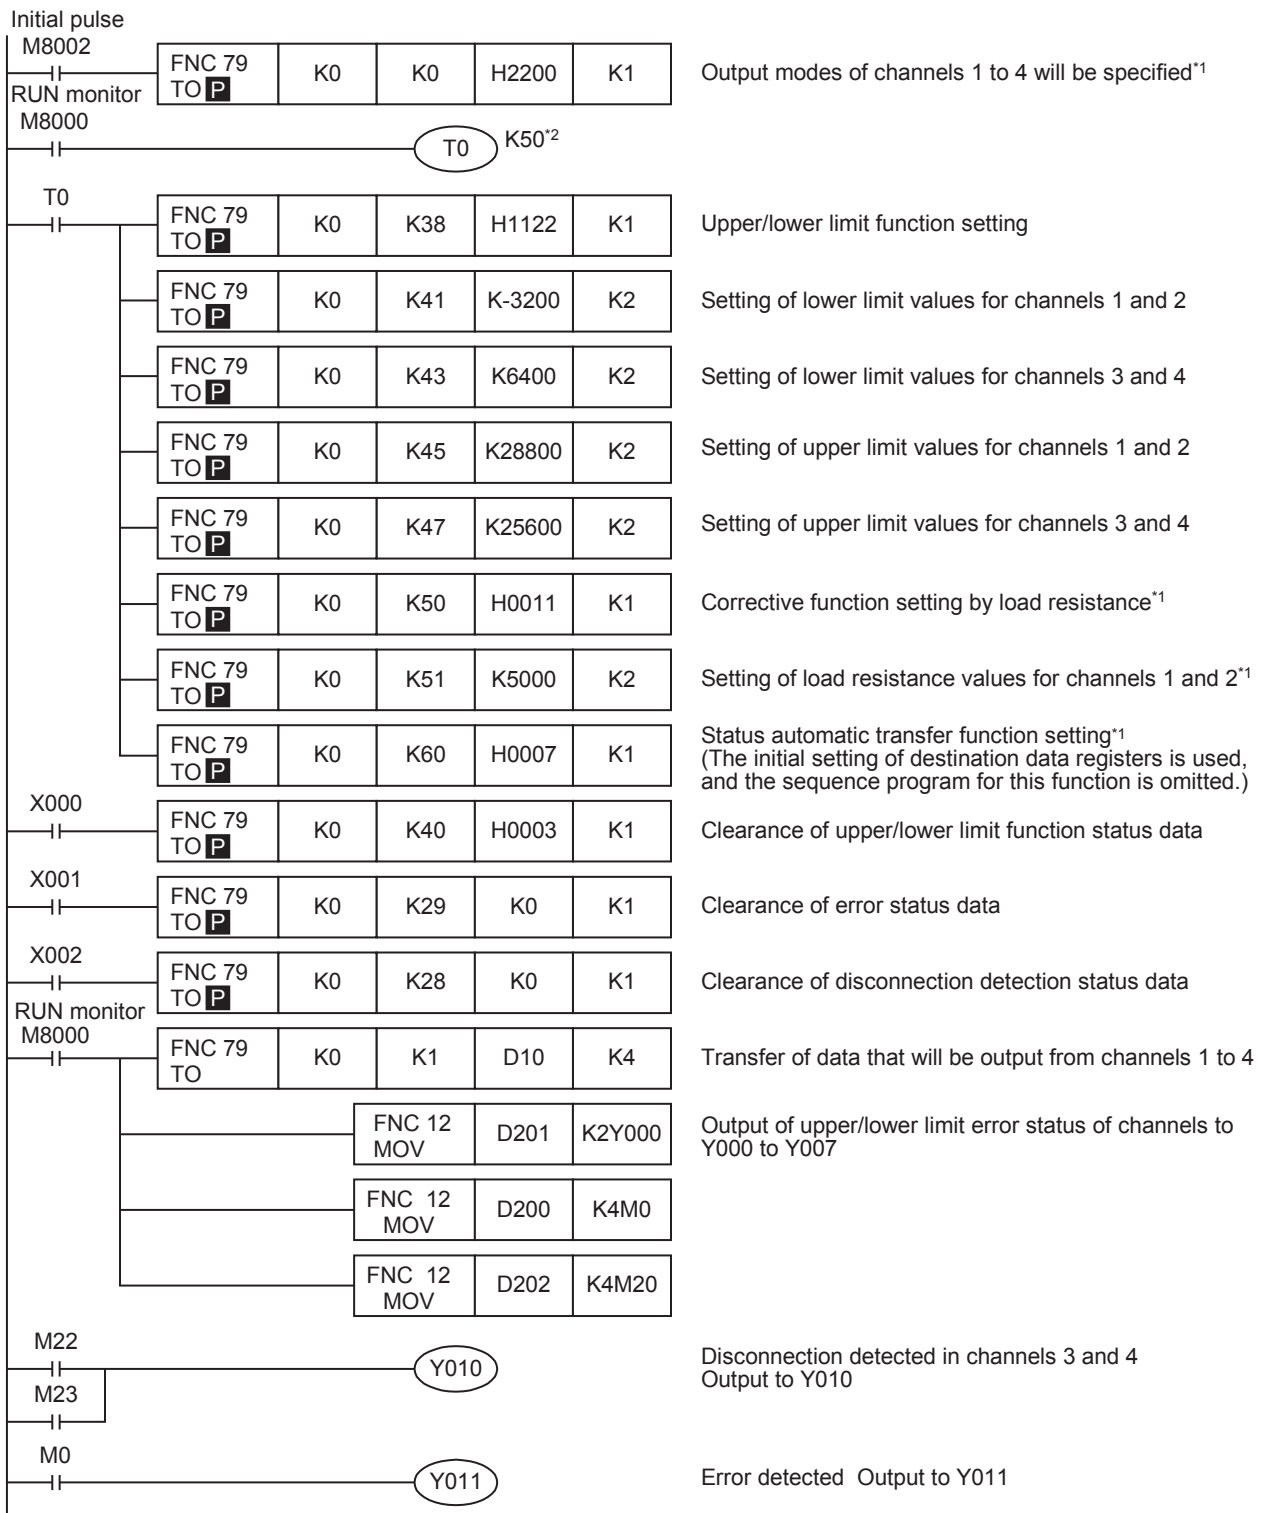 Initial pulse
M8002
FNC 79 TO P K0 K0 H2200 K1 Output modes of channels 1 to 4 will be specified*1
RUN monitor
M8000
T0 K50*2
T0
FNC 79 TO P K0 K38 H1122 K1 Upper/lower limit function setting
FNC 79 TO P K0 K41 K-3200 K2 Setting of lower limit values for channels 1 and 2
FNC 79 TO P K0 K43 K6400 K2 Setting of lower limit values for channels 3 and 4
FNC 79 TO P K0 K45 K28800 K2 Setting of upper limit values for channels 1 and 2
FNC 79 TO P K0 K47 K25600 K2 Setting of upper limit values for channels 3 and 4
FNC 79 TO P K0 K50 H0011 K1 Corrective function setting by load resistance*1
FNC 79 TO P K0 K51 K5000 K2 Setting of load resistance values for channels 1 and 2*1
FNC 79 TO P K0 K60 H0007 K1 Status automatic transfer function setting*1
(The initial setting of destination data registers is used,
and the sequence program for this function is omitted.)
X000
FNC 79 TO P K0 K40 H0003 K1 Clearance of upper/lower limit function status data
X001
FNC 79 TO P K0 K29 K0 K1 Clearance of error status data
X002
FNC 79 TO P K0 K28 K0 K1 Clearance of disconnection detection status data
RUN monitor
M8000
FNC 79 TO K0 K1 D10 K4 Transfer of data that will be output from channels 1 to 4
FNC 12 MOV D201 K2Y000 Output of upper/lower limit error status of channels to
Y000 to Y007
FNC 12 MOV D200 K4M0
FNC 12 MOV D202 K4M20
M22
Y010 Disconnection detected in channels 3 and 4
Output to Y010
M23
M0
Y011 Error detected Output to Y011